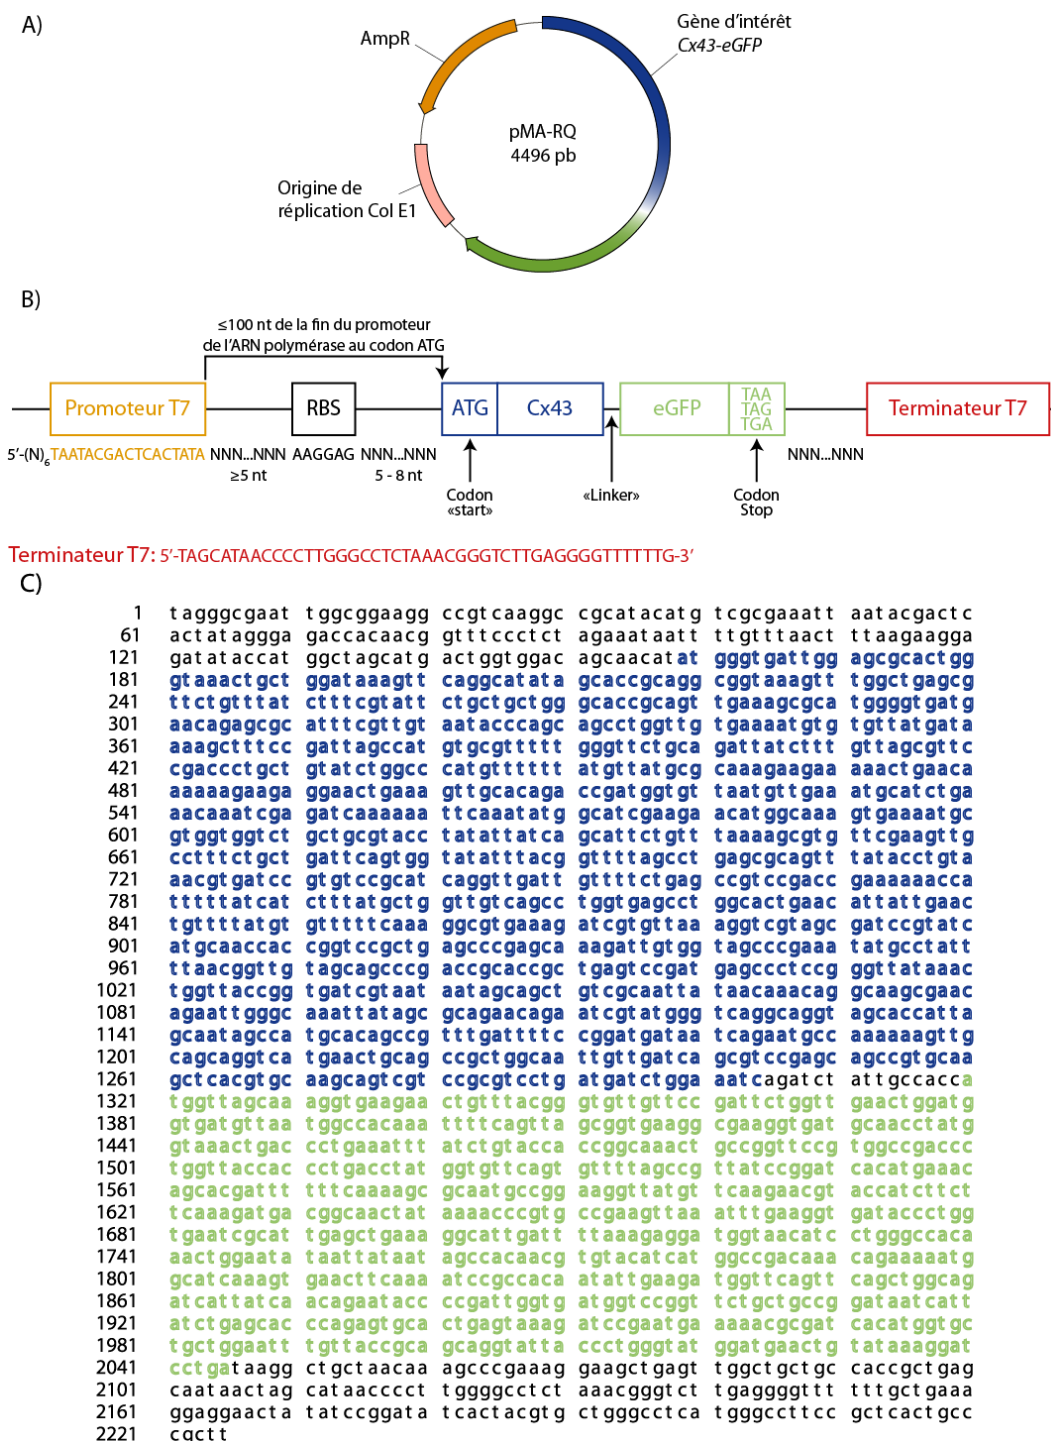 A)
AmpR
Gène d’intérêt
Cx43-eGFP
pMA-RQ
4496 pb
Origine de
réplication Col E1
B)
≤100 nt de la fin du promoteur
de l’ARN polymérase au codon ATG
Promoteur T7
RBS
ATG
Cx43
eGFP
TAA
TAG
TGA
Terminateur T7
5’-(N)6TAATACGACTCACTATA NNN...NNN AAGGAG NNN...NNN NNN...NNN
≥5 nt
5 - 8 nt
Codon
«start»
«Linker»
Codon
Stop
Terminateur T7: 5’-TAGCATAACCCCTTGGGCCTCTAAACGGGTCTTGAGGGGTTTTTTG-3’
C)
1 tagggcgaat tggcggaagg ccgtcaaggc cgcatacatg tcgcgaaatt aatacgactc
61 actataggga gaccacaacg gtttccctct agaaataatt ttgtttaact ttaagaagga
121 gatataccat ggctagcatg actggtggac agcaacatat gggtgattgg agcgcactgg
181 gtaaactgct ggataaagtt caggcatata gcaccgcagg cggtaaagtt tggctgagcg
241 ttctgtttat ctttcgtatt ctgctgctgg gcaccgcagt tgaaagcgca tggggtgatg
301 aacagagcgc atttcgttgt aatacccagc agcctggttg tgaaaatgtg tgttatgata
361 aaagctttcc gattagccat gtgcgttttt gggttctgca gattatcttt gttagcgttc
421 cgaccctgct gtatctggcc catgtttttt atgttatgcg caaagaagaa aaactgaaca
481 aaaaagaaga ggaactgaaa gttgcacaga ccgatggtgt taatgttgaa atgcatctga
541 aacaaatcga gatcaaaaaa ttcaaatatg gcatcgaaga acatggcaaa gtgaaaatgc
601 gtggtggtct gctgcgtacc tatattatca gcattctgtt taaaagcgtg ttcgaagttg
661 cctttctgct gattcagtgg tatatttacg gttttagcct gagcgcagtt tatacctgta
721 aacgtgatcc gtgtccgcat caggttgatt gttttctgag ccgtccgacc gaaaaaacca
781 tttttatcat ctttatgctg gttgtcagcc tggtgagcct ggcactgaac attattgaac
841 tgttttatgt gtttttcaaa ggcgtgaaag atcgtgttaa aggtcgtagc gatccgtatc
901 atgcaaccac cggtccgctg agcccgagca aagattgtgg tagcccgaaa tatgcctatt
961 ttaacggttg tagcagcccg accgcaccgc tgagtccgat gagccctccg ggttataaac
1021 tggttaccgg tgatcgtaat aatagcagct gtcgcaatta taacaaacag gcaagcgaac
1081 agaattgggc aaattatagc gcagaacaga atcgtatggg tcaggcaggt agcaccatta
1141 gcaatagcca tgcacagccg tttgattttc cggatgataa tcagaatgcc aaaaaagttg
1201 cagcaggtca tgaactgcag ccgctggcaa ttgttgatca gcgtccgagc agccgtgcaa
1261 gctcacgtgc aagcagtcgt ccgcgtcctg atgatctgga aatcagatct attgccacca
1321 tggttagcaa aggtgaagaa ctgtttacgg gtgttgttcc gattctggtt gaactggatg
1381 gtgatgttaa tggccacaaa ttttcagtta gcggtgaagg cgaaggtgat gcaacctatg
1441 gtaaactgac cctgaaattt atctgtacca ccggcaaact gccggttccg tggccgaccc
1501 tggttaccac cctgacctat ggtgttcagt gttttagccg ttatccggat cacatgaaac
1561 agcacgattt tttcaaaagc gcaatgccgg aaggttatgt tcaagaacgt accatcttct
1621 tcaaagatga cggcaactat aaaacccgtg ccgaagttaa atttgaaggt gataccctgg
1681 tgaatcgcat tgagctgaaa ggcattgatt ttaaagagga tggtaacatc ctgggccaca
1741 aactggaata taattataat agccacaacg tgtacatcat ggccgacaaa cagaaaaatg
1801 gcatcaaagt gaacttcaaa atccgccaca atattgaaga tggttcagtt cagctggcag
1861 atcattatca acagaatacc ccgattggtg atggtccggt tctgctgccg gataatcatt
1921 atctgagcac ccagagtgca ctgagtaaag atccgaatga aaaacgcgat cacatggtgc
1981 tgctggaatt tgttaccgca gcaggtatta ccctgggtat ggatgaactg tataaaggat
2041 cctgataagg ctgctaacaa agcccgaaag gaagctgagt tggctgctgc caccgctgag
2101 caataactag cataacccct tggggcctct aaacgggtct tgaggggttt tttgctgaaa
2161 ggaggaacta tatccggata tcactacgtg ctgggcctca tgggccttcc gctcactgcc
2221 cgctt